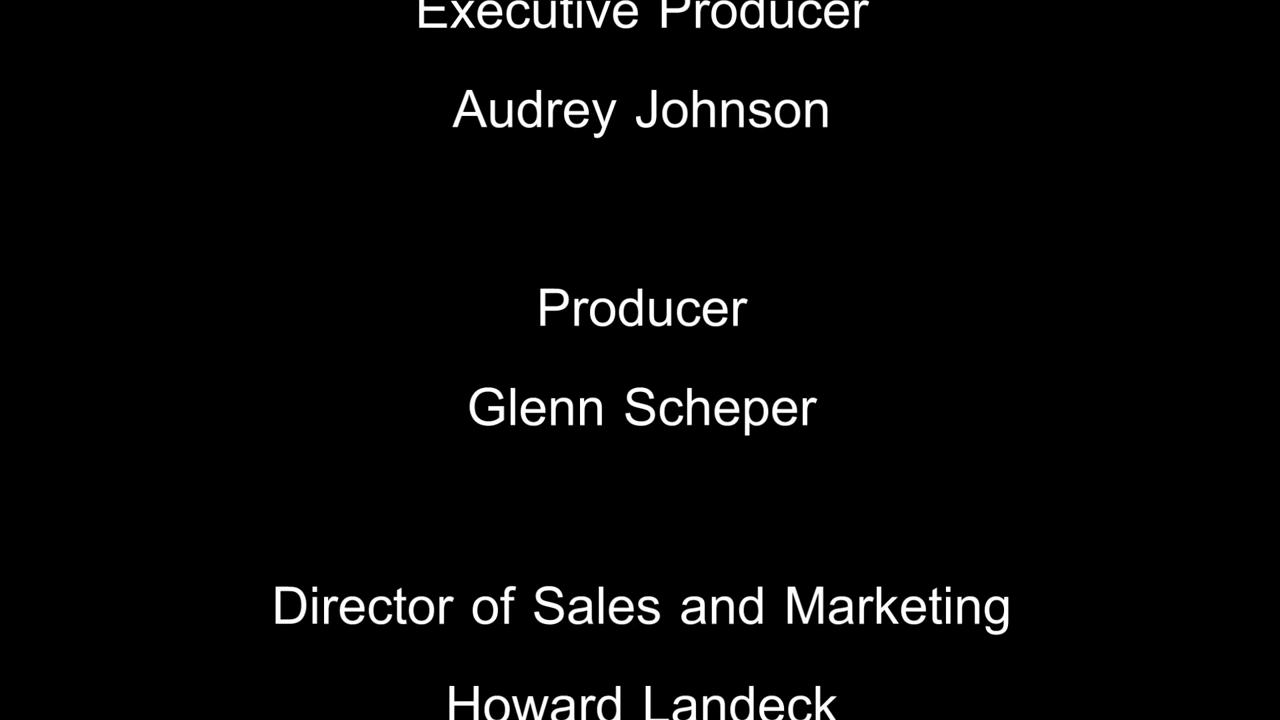 Executive Producer
Audrey Johnson
Producer
Glenn Scheper
Director of Sales and Marketing
Howard Landeck